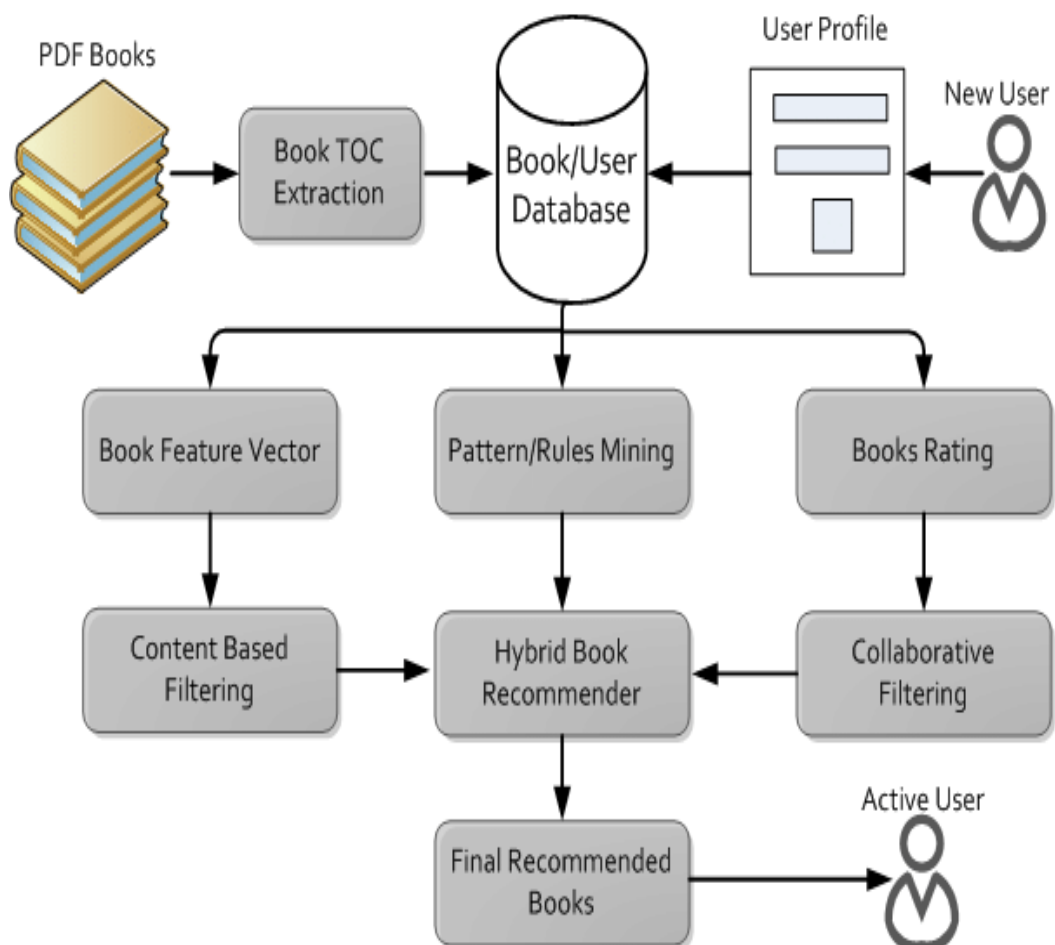 PDF Books
User Profile
New User
Book TOC
Extraction
Book/User
Database
Book Feature Vector
Pattern/Rules Mining
Books Rating
Content Based
Filtering
Hybrid Book
Recommender
Collaborative
Filtering
Active User
Final Recommended
Books